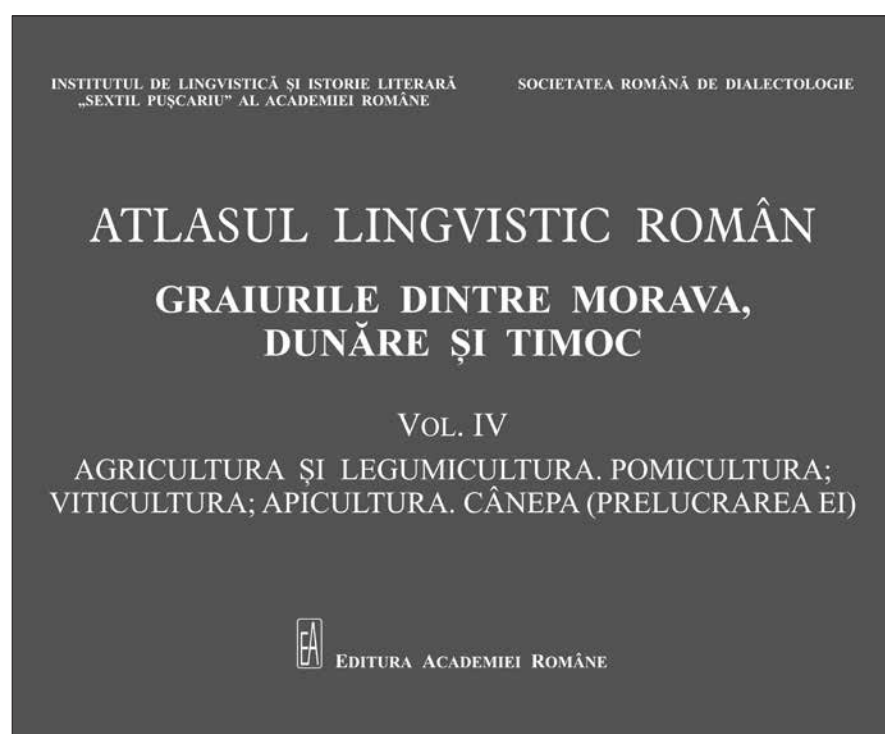 INSTITUTUL DE LINGVISTICĂ ȘI ISTORIE LITERARĂ
„SEXTIL PUȘCARIU” AL ACADEMIEI ROMÂNE
SOCIETATEA ROMÂNĂ DE DIALECTOLOGIE
ATLASUL LINGVISTIC ROMÂN
GRAIURILE DINTRE MORAVA,
DUNĂRE ȘI TIMOC
VOL. IV
AGRICULTURA ȘI LEGUMICULTURA. POMICULTURA;
VITICULTURA; APICULTURA. CÂNEPA (PRELUCRAREA EI)
EA
EDITURA ACADEMIEI ROMÂNE